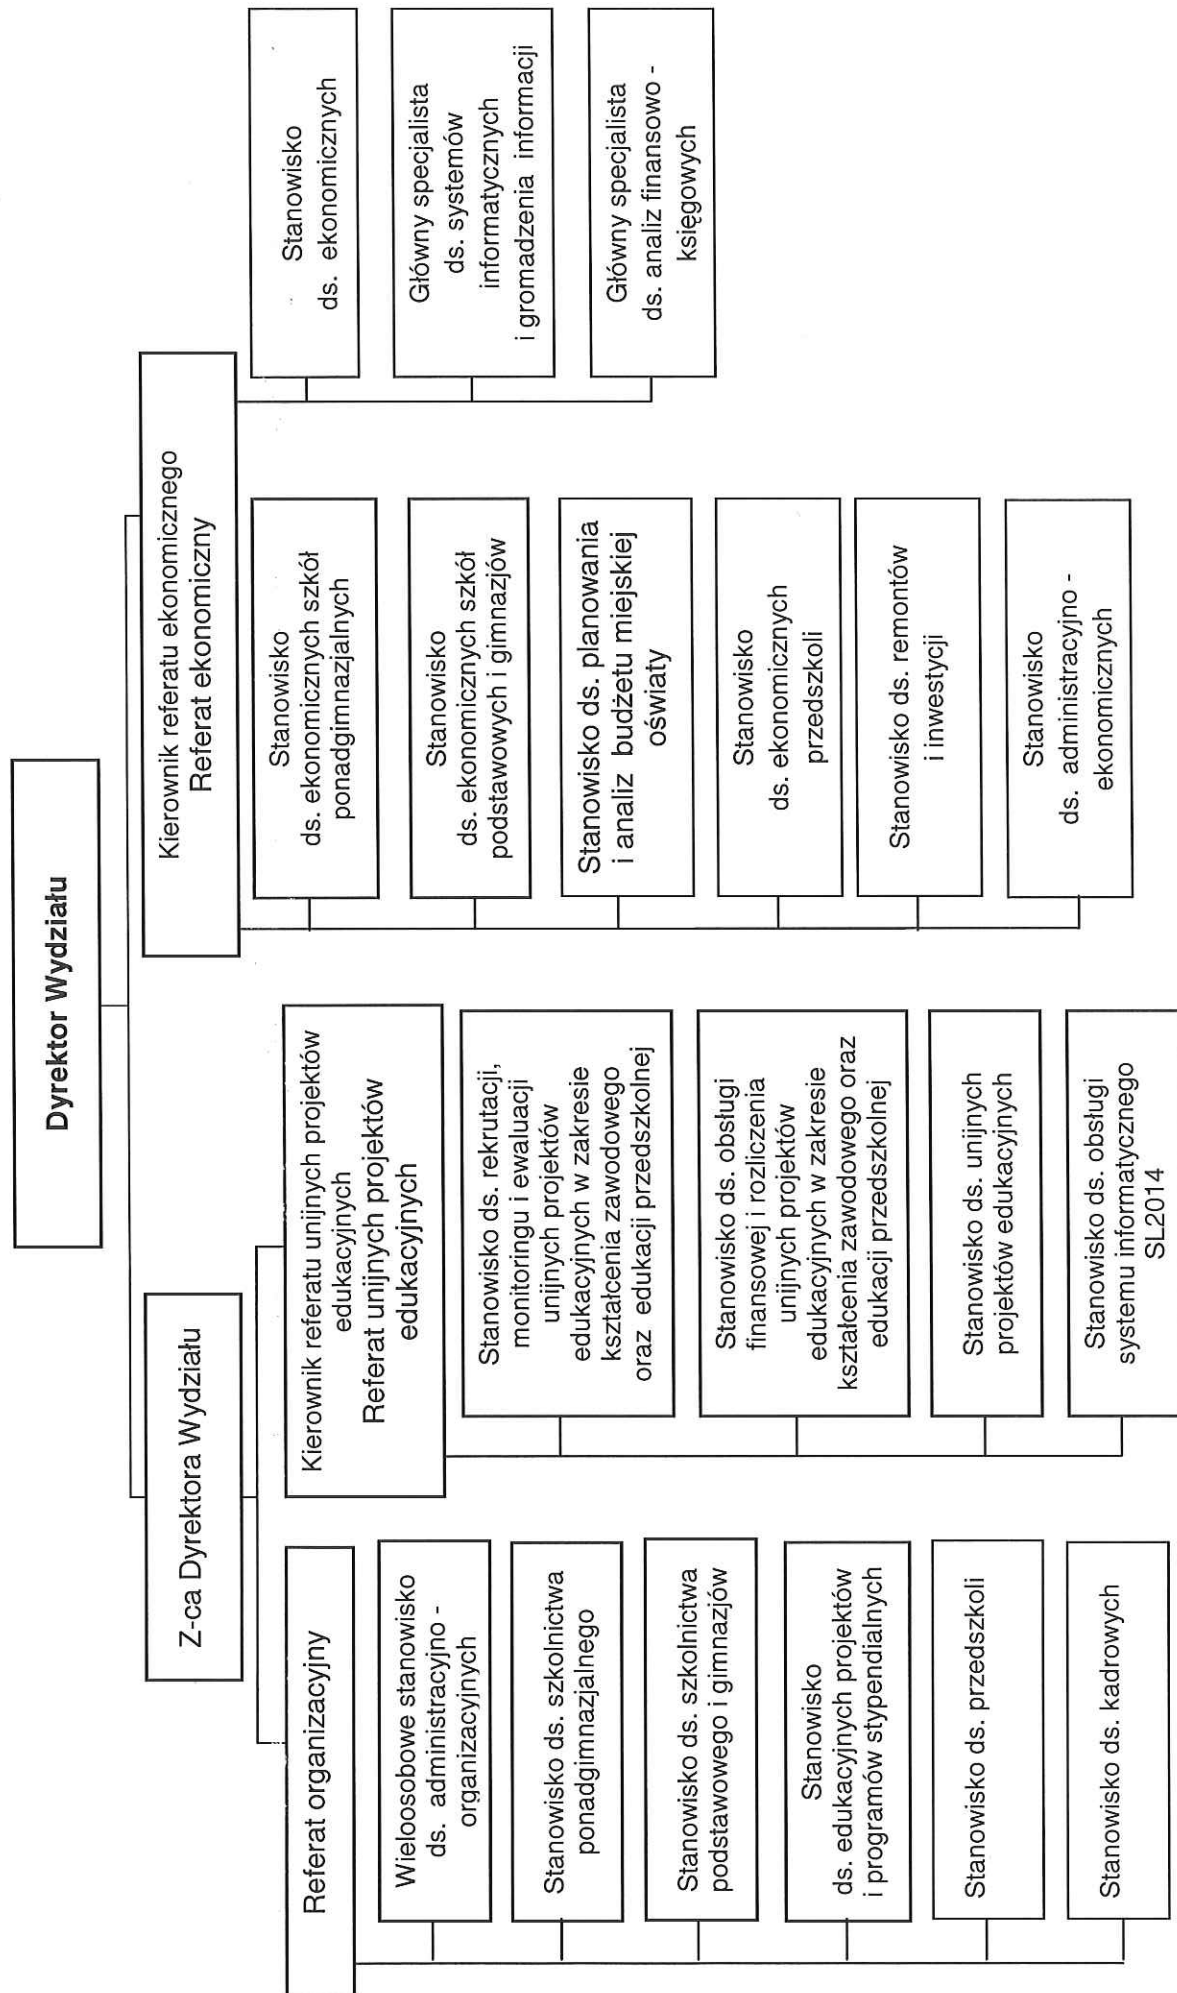 Dyrektor Wydziału
Z-ca Dyrektora Wydziału
Kierownik referatu ekonomicznego
Referat ekonomiczny
Referat organizacyjny
Wieloosobowe stanowisko
ds. administracyjno -
organizacyjnych
Stanowisko ds. szkolnictwa
ponadgimnazjalnego
Stanowisko ds. szkolnictwa
podstawowego i gimnazjów
Stanowisko
ds. edukacyjnych projektów
i programów stypendialnych
Stanowisko ds. przedszkoli
Stanowisko ds. kadrowych
Kierownik referatu unijnych projektów
edukacyjnych
Referat unijnych projektów
edukacyjnych
Stanowisko ds. rekrutacji,
monitoringu i ewaluacji
unijnych projektów
edukacyjnych w zakresie
kształcenia zawodowego
oraz edukacji przedszkolnej
Stanowisko ds. obsługi
finansowej i rozliczenia
unijnych projektów
edukacyjnych w zakresie
kształcenia zawodowego oraz
edukacji przedszkolnej
Stanowisko ds. unijnych
projektów edukacyjnych
Stanowisko ds. obsługi
systemu informatycznego
SL2014
Stanowisko
ds. ekonomicznych szkół
ponadgimnazjalnych
Stanowisko
ds. ekonomicznych szkół
podstawowych i gimnazjów
Stanowisko ds. planowania
i analiz budżetu miejskiej
oświaty
Stanowisko
ds. ekonomicznych
przedszkoli
Stanowisko ds. remontów
i inwestycji
Stanowisko
ds. administracyjno -
ekonomicznych
Stanowisko
ds. ekonomicznych
Główny specjalista
ds. systemów
informatycznych
i gromadzenia informacji
Główny specjalista
ds. analiz finansowo -
księgowych